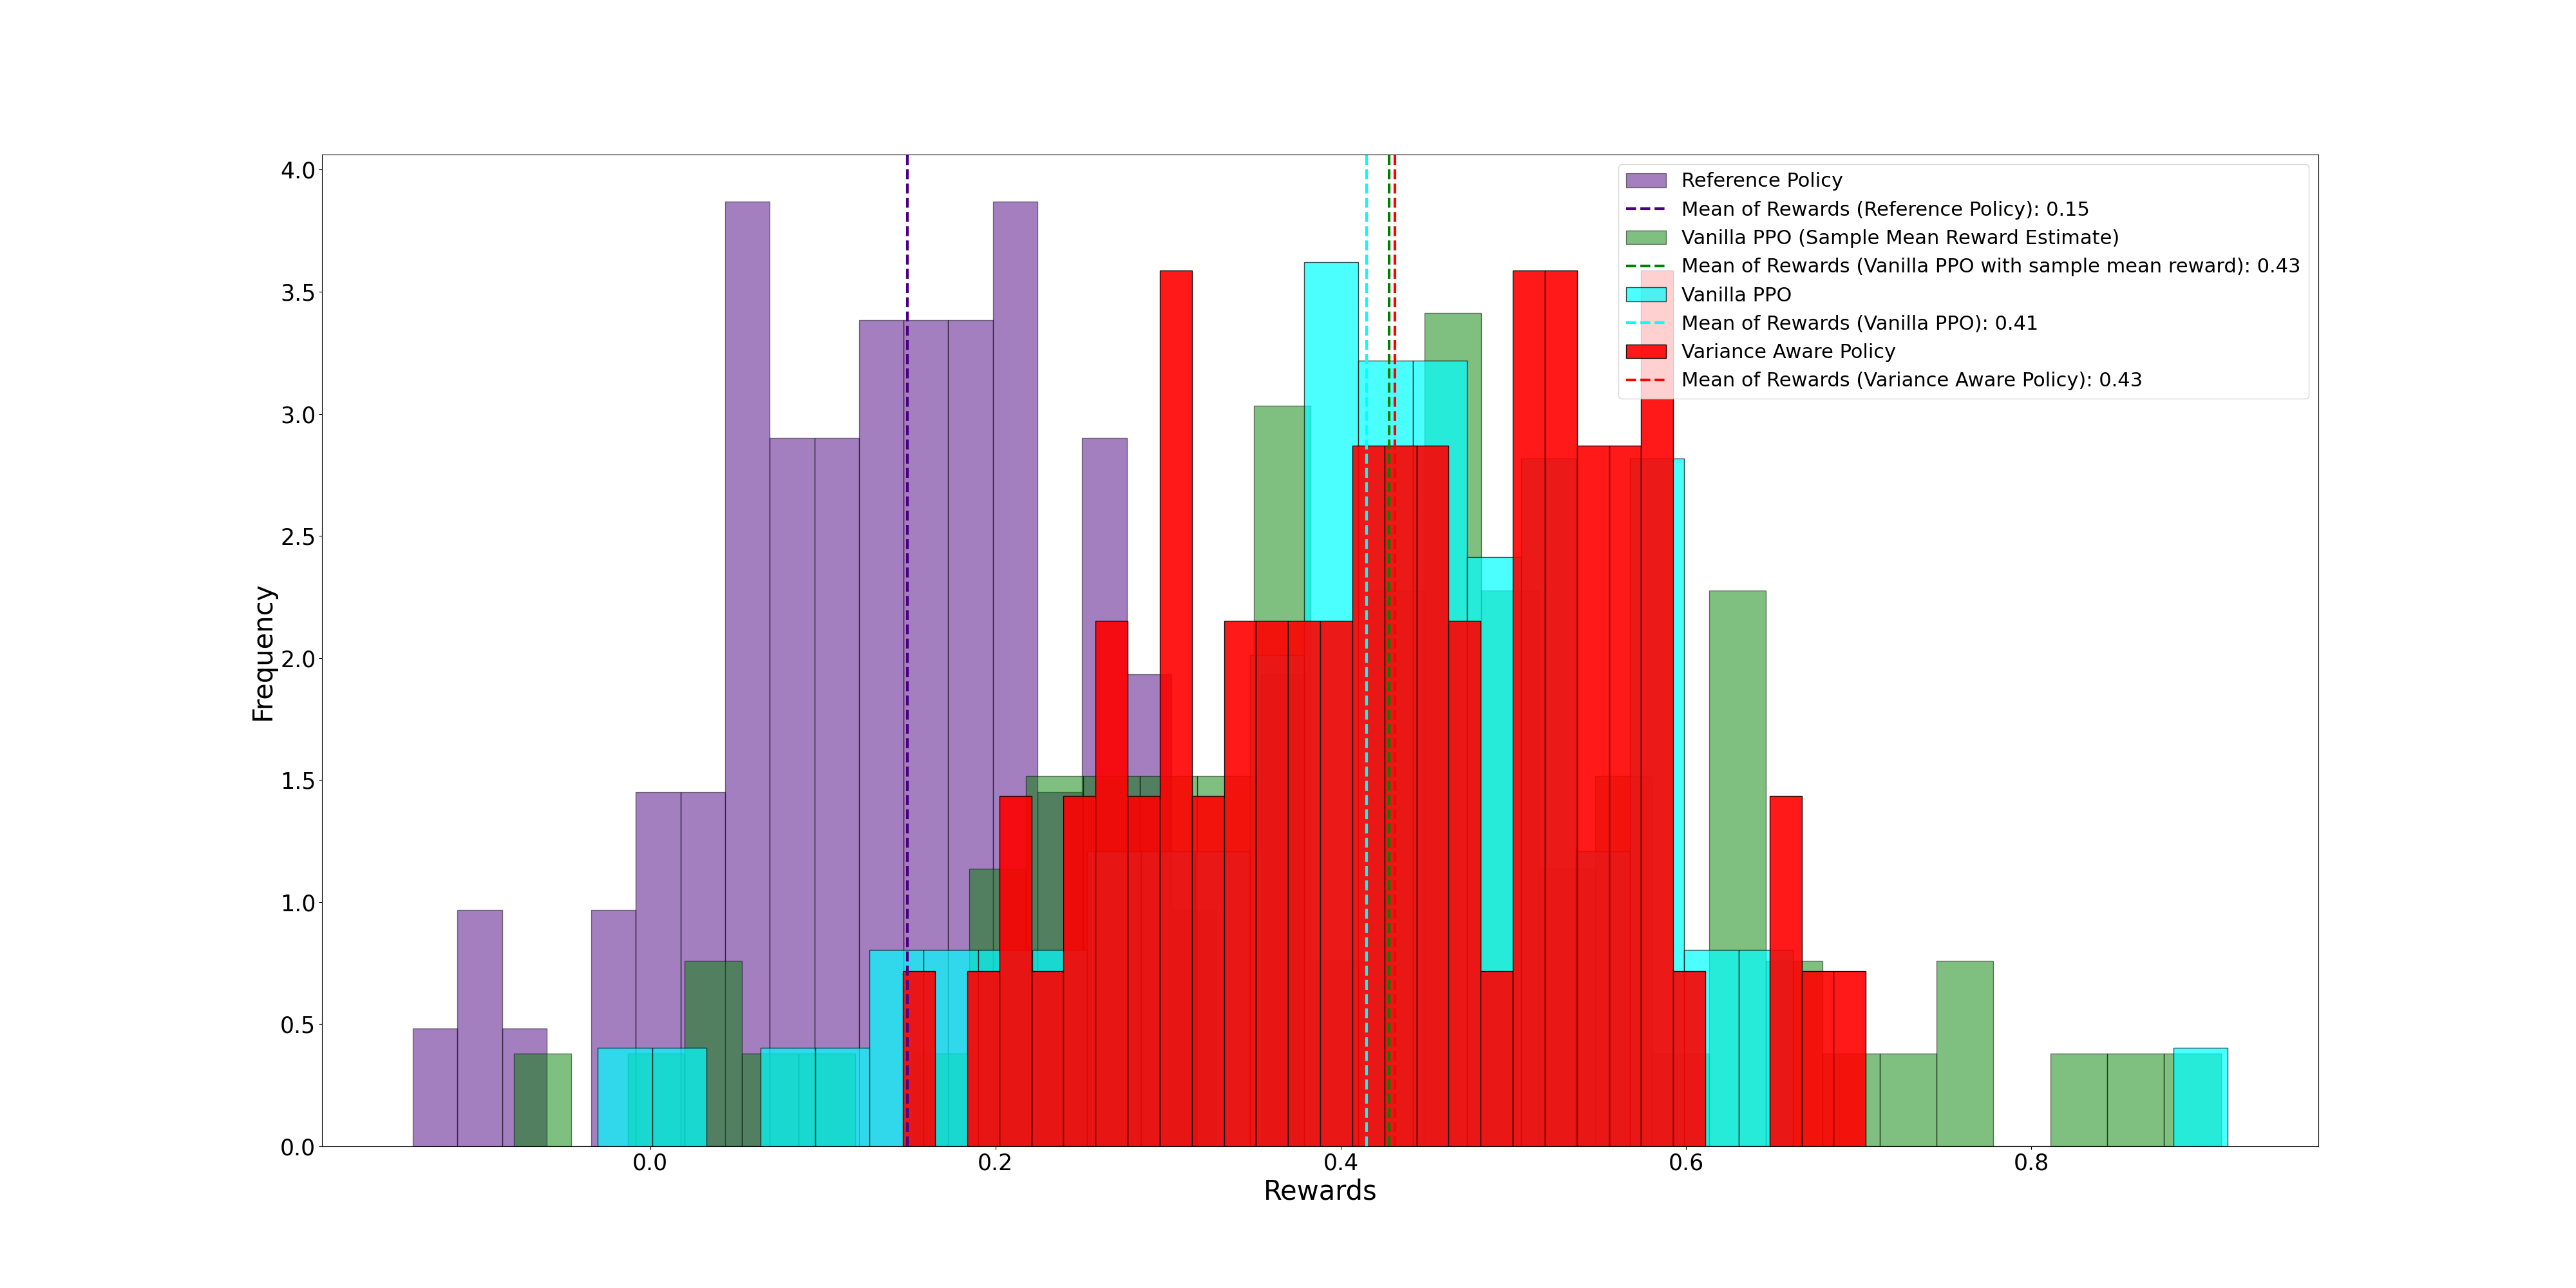 Reference Policy
Mean of Rewards (Reference Policy): 0.15
Vanilla PPO (Sample Mean Reward Estimate)
Mean of Rewards (Vanilla PPO with sample mean reward): 0.43
Vanilla PPO
Mean of Rewards (Vanilla PPO): 0.41
Variance Aware Policy
Mean of Rewards (Variance Aware Policy): 0.43
Frequency
4.0
3.5
3.0
2.5
2.0
1.5
1.0
0.5
0.0
0.0 0.2 0.4 0.6 0.8
Rewards